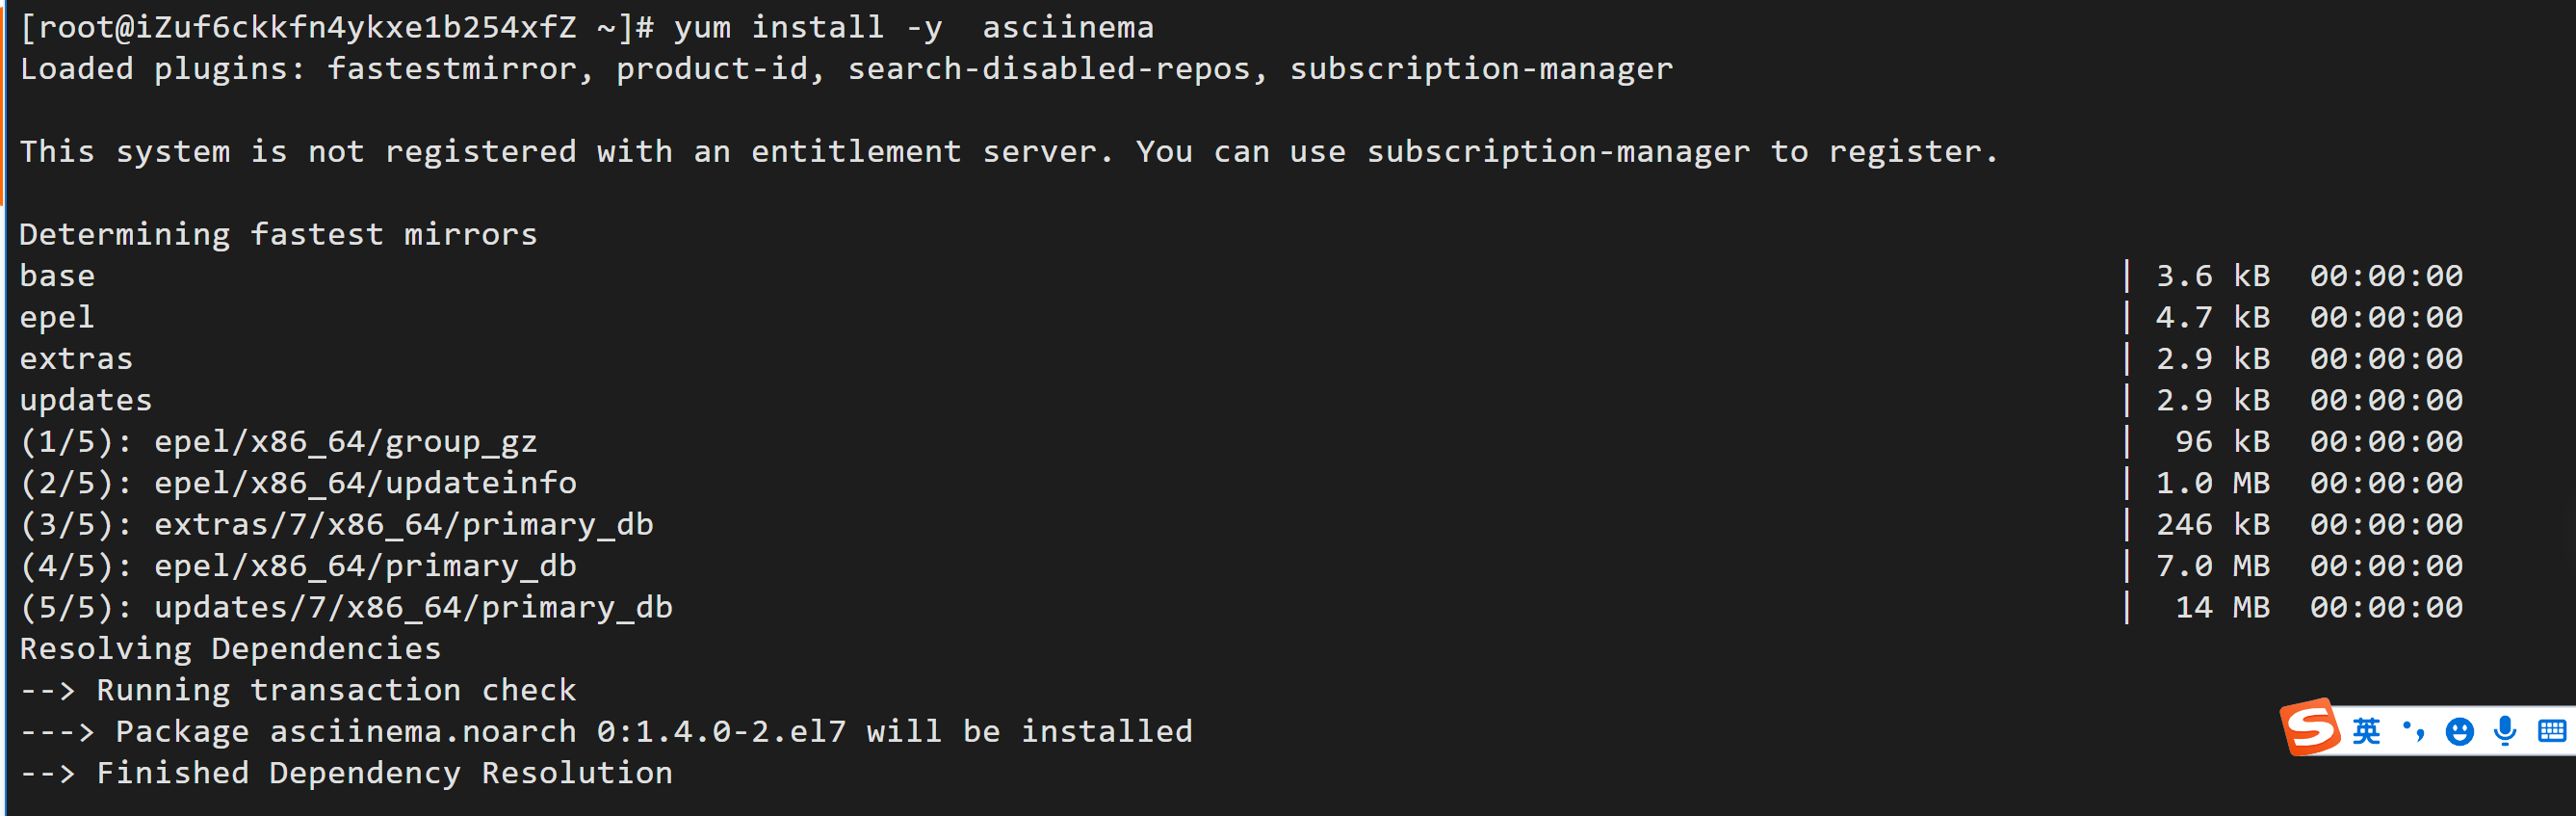 [root@iZuf6ckkfn4ykxe1b254xfZ ~]# yum install -y  asciinema
Loaded plugins: fastestmirror, product-id, search-disabled-repos, subscription-manager
This system is not registered with an entitlement server. You can use subscription-manager to register.
Determining fastest mirrors
base | 3.6 kB  00:00:00
epel | 4.7 kB  00:00:00
extras | 2.9 kB  00:00:00
updates | 2.9 kB  00:00:00
(1/5): epel/x86_64/group_gz |  96 kB  00:00:00
(2/5): epel/x86_64/updateinfo | 1.0 MB  00:00:00
(3/5): extras/7/x86_64/primary_db | 246 kB  00:00:00
(4/5): epel/x86_64/primary_db | 7.0 MB  00:00:00
(5/5): updates/7/x86_64/primary_db |  14 MB  00:00:00
Resolving Dependencies
--> Running transaction check
---> Package asciinema.noarch 0:1.4.0-2.el7 will be installed
--> Finished Dependency Resolution
S 英 ·,